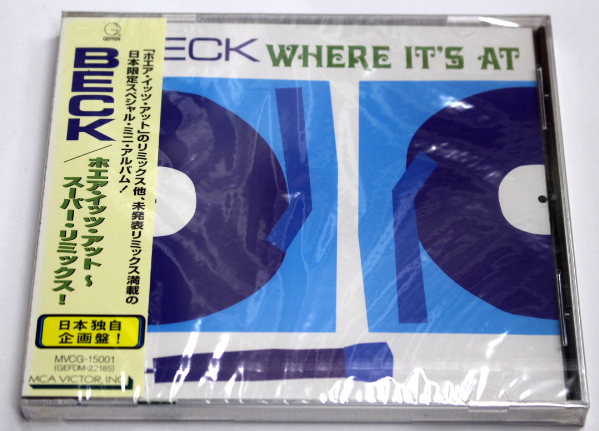 GEFFEN
BECK
ホエア・イッツ・アット〜
スーパー・リミックス!
「ホエア・イッツ・アット」のリミックス他、未発表リミックス満載の
日本限定スペシャル・ミニ・アルバム!
日本独自
企画盤!
MVCG-15001
(GEFDM-22185)
MCA VICTOR, INC.
ECK WHERE IT'S AT